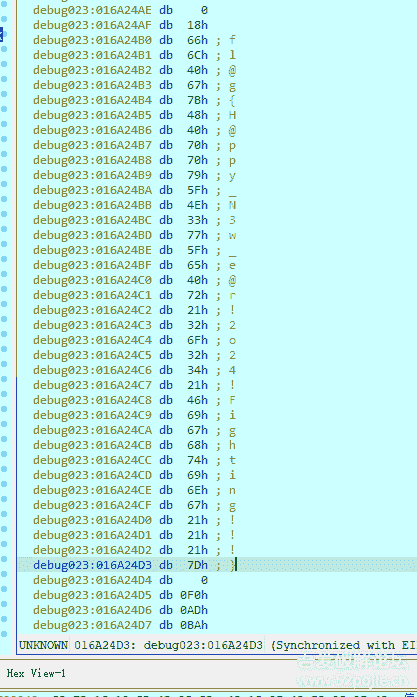 debug023:016A24AE db 0
debug023:016A24AF db 18h
debug023:016A24B0 db 66h ; f
debug023:016A24B1 db 6Ch ; l
debug023:016A24B2 db 40h ; @
debug023:016A24B3 db 67h ; g
debug023:016A24B4 db 7Bh ; {
debug023:016A24B5 db 48h ; H
debug023:016A24B6 db 40h ; @
debug023:016A24B7 db 70h ; p
debug023:016A24B8 db 70h ; p
debug023:016A24B9 db 79h ; y
debug023:016A24BA db 5Fh ; _
debug023:016A24BB db 4Eh ; N
debug023:016A24BC db 33h ; 3
debug023:016A24BD db 77h ; w
debug023:016A24BE db 5Fh ; _
debug023:016A24BF db 65h ; e
debug023:016A24C0 db 40h ; @
debug023:016A24C1 db 72h ; r
debug023:016A24C2 db 21h ; !
debug023:016A24C3 db 32h ; 2
debug023:016A24C4 db 6Fh ; o
debug023:016A24C5 db 32h ; 2
debug023:016A24C6 db 34h ; 4
debug023:016A24C7 db 21h ; !
debug023:016A24C8 db 46h ; F
debug023:016A24C9 db 69h ; i
debug023:016A24CA db 67h ; g
debug023:016A24CB db 68h ; h
debug023:016A24CC db 74h ; t
debug023:016A24CD db 69h ; i
debug023:016A24CE db 6Eh ; n
debug023:016A24CF db 67h ; g
debug023:016A24D0 db 21h ; !
debug023:016A24D1 db 21h ; !
debug023:016A24D2 db 21h ; !
debug023:016A24D3 db 7Dh ; }
debug023:016A24D4 db 0
debug023:016A24D5 db 0F0h
debug023:016A24D6 db 0ADh
debug023:016A24D7 db 0BAh
UNKNOWN 016A24D3: debug023:016A24D3 (Synchronized with EI
Hex View-1